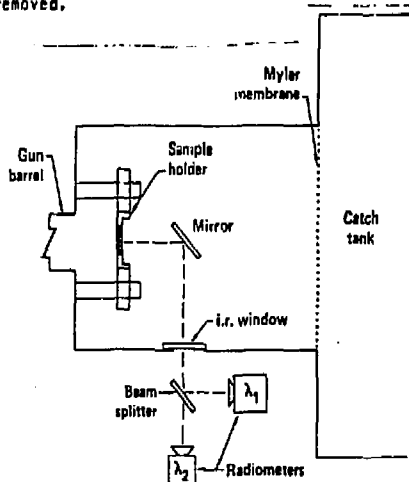 removed.
Mylar
membrane
Gun
barrel
Sample
holder
Mirror
Catch
tank
i.r. window
Beam
splitter
λ1
λ2
Radiometers